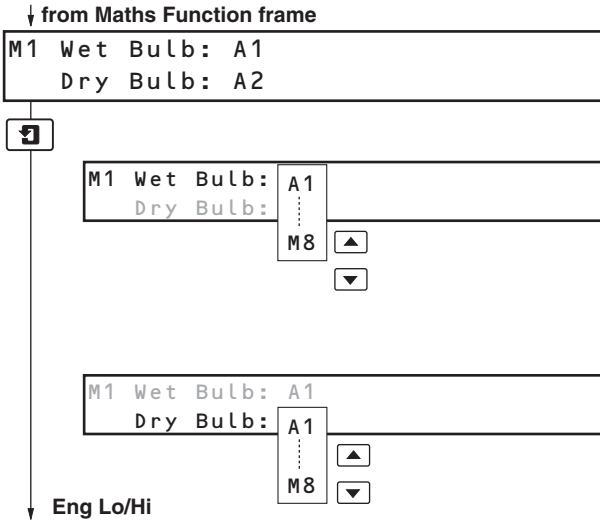 from Maths Function frame
M1 Wet Bulb: A1
Dry Bulb: A2
M1 Wet Bulb: A1
Dry Bulb:
M8
M1 Wet Bulb: A1
Dry Bulb: A1
M8
Eng Lo/Hi